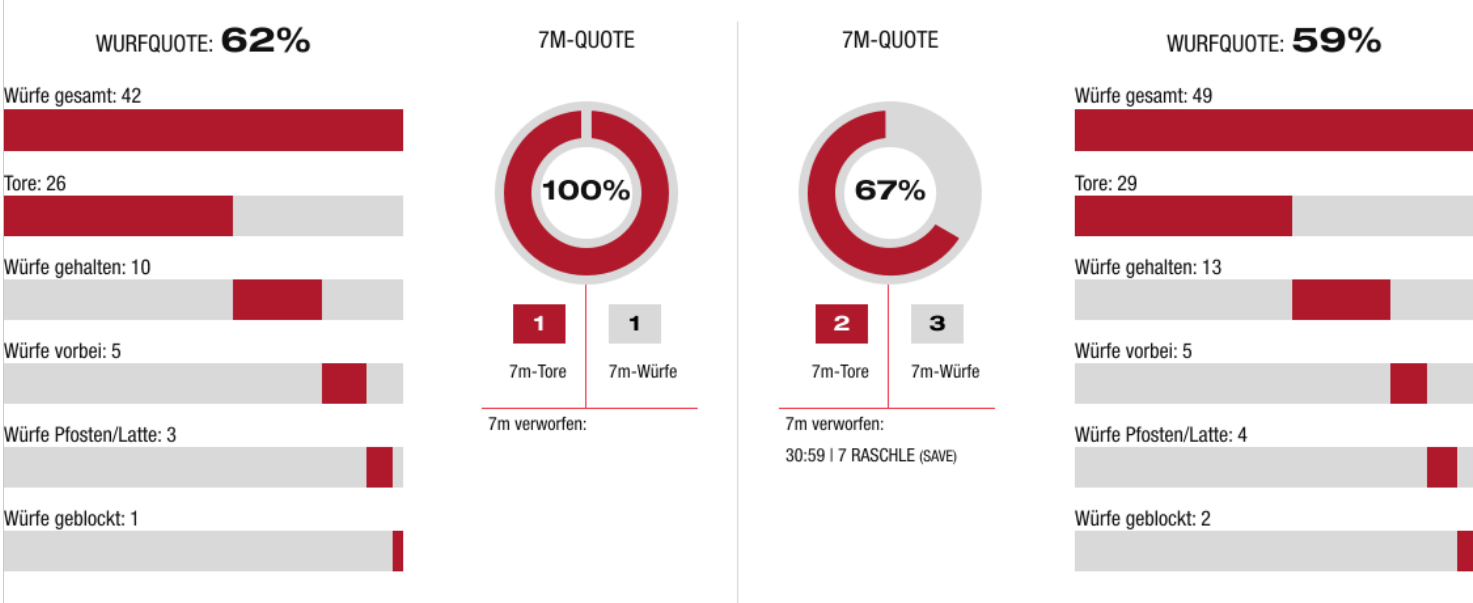 WURFQUOTE: 62%
Würfe gesamt: 42
Tore: 26
Würfe gehalten: 10
Würfe vorbei: 5
Würfe Pfosten/Latte: 3
Würfe geblockt: 1
7M-QUOTE
100%
1
1
7m-Tore
7m-Würfe
7m verworfen:
7M-QUOTE
67%
2
3
7m-Tore
7m-Würfe
7m verworfen:
30:59 | 7 RASCHLE (SAVE)
WURFQUOTE: 59%
Würfe gesamt: 49
Tore: 29
Würfe gehalten: 13
Würfe vorbei: 5
Würfe Pfosten/Latte: 4
Würfe geblockt: 2